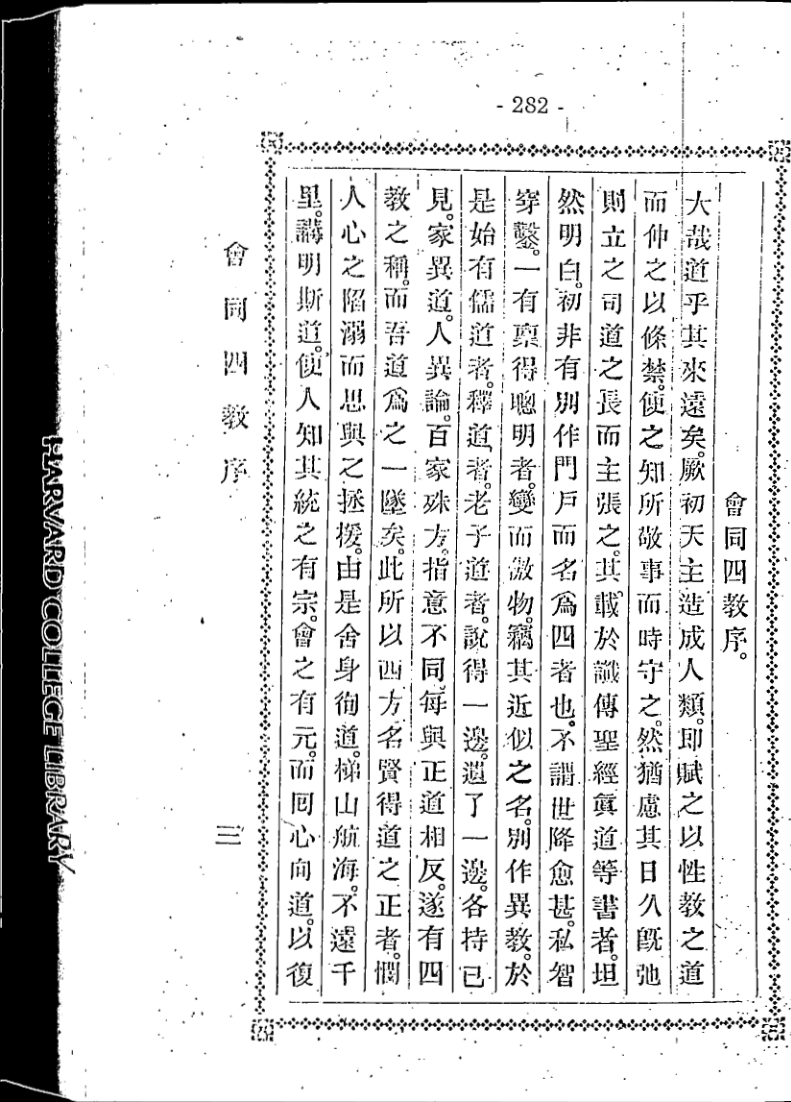 - 282 -
會同四教序。
大哉道乎其來遠矣。厥初天主造成人類。即賦之以性教之道
而伸之以條禁。使之知所敬事而時守之。然猶慮其日久旣弛
則立之司道之長而主張之。其載於讖傳聖經眞道等書者。坦
然明白。初非有別作門戶而名爲四者也。不謂世降愈甚。私智
穿鑿。一有稟得聰明者。變而傲物。竊其近似之名。別作異教。於
是始有儒道者。釋道者。老子道者。說得一邊。遺了一邊。各持已
見。家異道。人異論。百家殊方。指意不同。每與正道相反。遂有四
教之稱。而吾道爲之一墜矣。此所以西方名賢得道之正者。憫
人心之陷溺而思與之拯援。由是舍身徇道。梯山航海。不遠千
里。講明斯道。使人知其統之有宗。會之有元。而囘心向道。以復
會同四教序
三
HARVARD COLLEGE LIBRARY